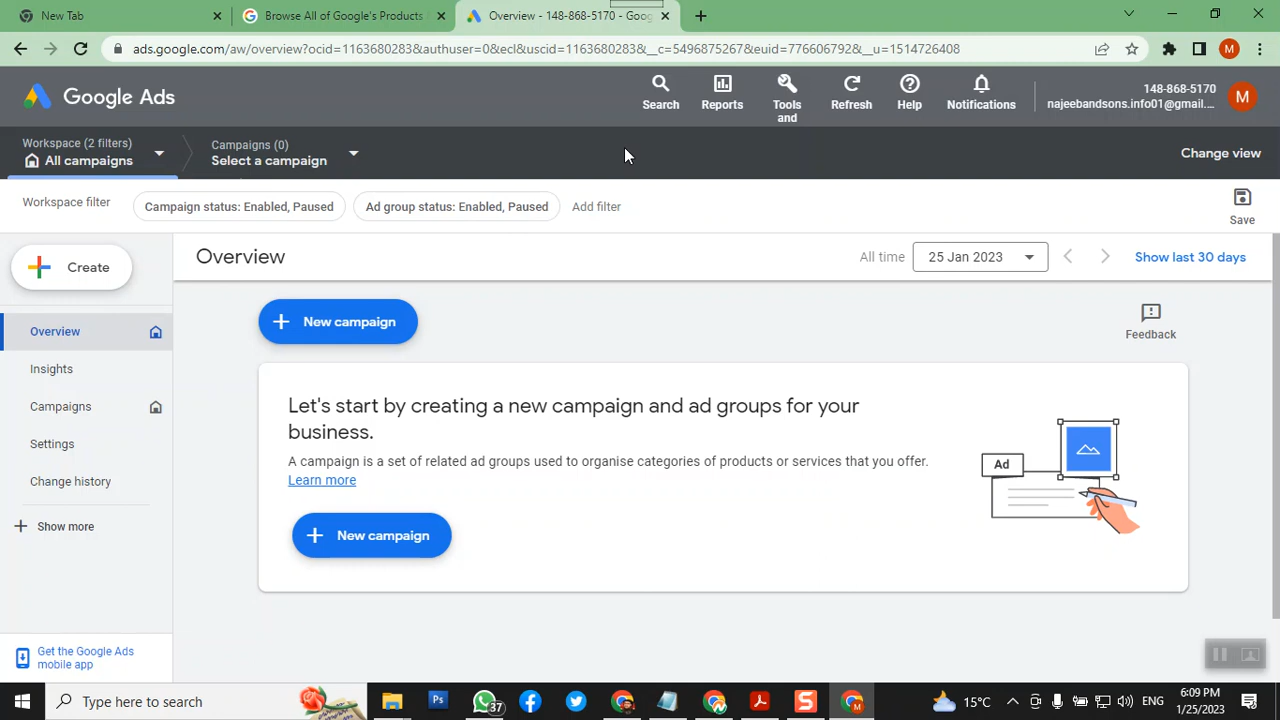 New Tab
Browse All of Google's Products
Overview - 148-868-5170 - Goog
ads.google.com/aw/overview?ocid=1163680283&authuser=0&ecl&uscid=1163680283&__c=5496875267&euid=776606792&__u=1514726408
M
Google Ads
Search
Reports
Tools and
Refresh
Help
Notifications
148-868-5170
najeebandsons.info01@gmail....
M
Workspace (2 filters)
All campaigns
Campaigns (0)
Select a campaign
Change view
Workspace filter
Campaign status: Enabled, Paused
Ad group status: Enabled, Paused
Add filter
Save
Create
Overview
All time
25 Jan 2023
Show last 30 days
Overview
Insights
Campaigns
Settings
Change history
Show more
New campaign
Feedback
Let's start by creating a new campaign and ad groups for your
business.
A campaign is a set of related ad groups used to organise categories of products or services that you offer.
Learn more
Ad
New campaign
Get the Google Ads
mobile app
Type here to search
Ps
37
S
M
15°C
ENG
6:09 PM
1/25/2023